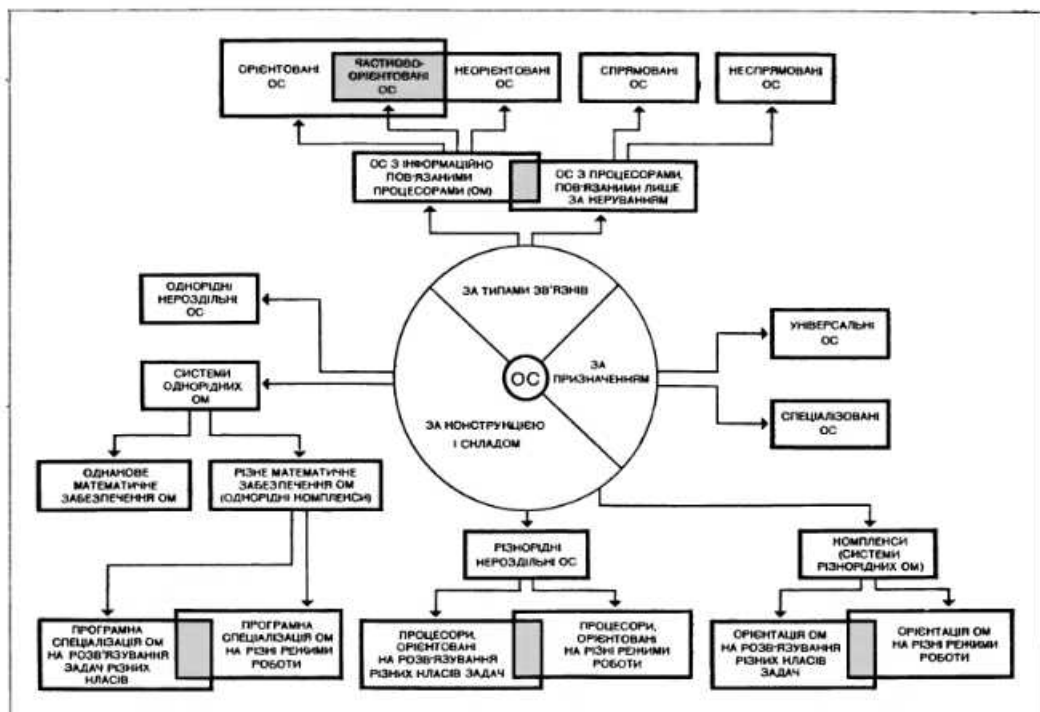 ОРІЄНТОВАНІ
ОС
ЧАСТКОВО-
ОРІЄНТОВАНІ
ОС
НЕОРІЄНТОВАНІ
ОС
СПРЯМОВАНІ
ОС
НЕСПРЯМОВАНІ
ОС
ОС З ІНФОРМАЦІЙНО
ПОВ'ЯЗАНИМИ
ПРОЦЕСОРАМИ (ОМ)
ОС З ПРОЦЕСОРАМИ,
ПОВ'ЯЗАНИМИ ЛИШЕ
ЗА КЕРУВАННЯМ
ЗА ТИПАМИ ЗВ'ЯЗКІВ
ОДНОРІДНІ
НЕРОЗДІЛЬНІ
ОС
УНІВЕРСАЛЬНІ
ОС
СИСТЕМИ
ОДНОРІДНИХ
ОМ
ОС
ЗА
ПРИЗНАЧЕННЯМ
ЗА КОНСТРУКЦІЄЮ
І СКЛАДОМ
СПЕЦІАЛІЗОВАНІ
ОС
ОДНАКОВЕ
МАТЕМАТИЧНЕ
ЗАБЕЗПЕЧЕННЯ ОМ
РІЗНЕ МАТЕМАТИЧНЕ
ЗАБЕЗПЕЧЕННЯ ОМ
(ОДНОРІДНІ КОМПЛЕКСИ)
РІЗНОРІДНІ
НЕРОЗДІЛЬНІ ОС
КОМПЛЕКСИ
(СИСТЕМИ
РІЗНОРІДНИХ ОМ)
ПРОГРАМНА
СПЕЦІАЛІЗАЦІЯ ОМ
НА РОЗВ'ЯЗУВАННЯ
ЗАДАЧ РІЗНИХ
КЛАСІВ
ПРОГРАМНА
СПЕЦІАЛІЗАЦІЯ ОМ
НА РІЗНІ РЕЖИМИ
РОБОТИ
ПРОЦЕСОРИ,
ОРІЄНТОВАНІ
НА РОЗВ'ЯЗУВАННЯ
РІЗНИХ КЛАСІВ ЗАДАЧ
ПРОЦЕСОРИ,
ОРІЄНТОВАНІ
НА РІЗНІ РЕЖИМИ
РОБОТИ
ОРІЄНТАЦІЯ ОМ
НА РОЗВ'ЯЗУВАННЯ
РІЗНИХ КЛАСІВ
ЗАДАЧ
ОРІЄНТАЦІЯ ОМ
НА РІЗНІ РЕЖИМИ
РОБОТИ